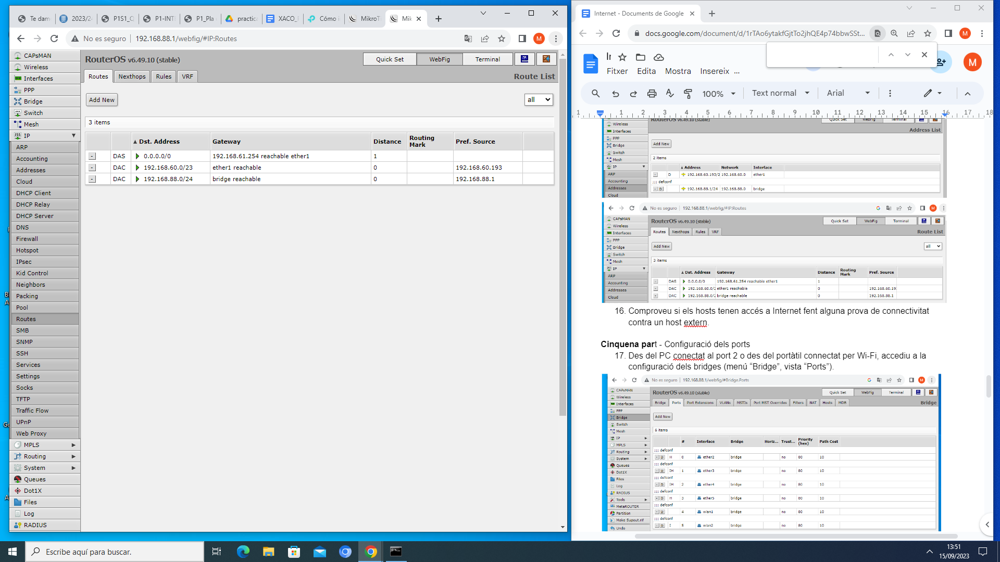 Te dam
2023/2
P1S1_Q
P1-INT
P1_Pla
practica
XACO_
Cómo i
MikroT
Mik
No es seguro
192.168.88.1/webfig/#IP:Routes
M
CAPsMAN
Wireless
Interfaces
PPP
Bridge
Switch
Mesh
IP
ARP
Accounting
Addresses
Cloud
DHCP Client
DHCP Relay
DHCP Server
DNS
Firewall
Hotspot
IPsec
Kid Control
Neighbors
Packing
Pool
Routes
SMB
SNMP
SSH
Services
Settings
Socks
TFTP
Traffic Flow
UPnP
Web Proxy
MPLS
Routing
System
Queues
Dot1X
Files
Log
RADIUS
RouterOS v6.49.10 (stable)
Quick Set WebFig Terminal
Routes Nexthops Rules VRF
Route List
Add New
all
3 items
Dst. Address Gateway Distance Routing Mark Pref. Source
- DAS 0.0.0.0/0 192.168.61.254 reachable ether1 1
- DAC 192.168.60.0/23 ether1 reachable 0 192.168.60.193
- DAC 192.168.88.0/24 bridge reachable 0 192.168.88.1
Internet - Documents de Google
docs.google.com/document/d/1rTAo6ytakfGjtTo2jhQE4p74bbwSSt...
M
M
Fitxer Edita Mostra Insereix ...
100% Text normal Arial
1 1 2 3 4 5 6 7 8 9 10 11 12 13 14 15 16 17 18
RouterOS v6.49.10 (stable)
Quick Set WebFig Terminal
Address List
Wireless
Interfaces
PPP
Bridge
Switch
Mesh
IP
ARP
Accounting
Addresses
Cloud
Add New
2 items
Address Network Interface
- D 192.168.60.193/2 192.168.60.0 ether1
;;; defconf
- D 192.168.88.1/24 192.168.88.0 bridge
No es seguro 192.168.88.1/webfig/#IP:Routes
CAPsMAN
Wireless
Interfaces
PPP
Bridge
Switch
Mesh
IP
ARP
Accounting
Addresses
Cloud
RouterOS v6.49.10 (stable)
Quick Set WebFig Terminal
Routes Nexthops Rules VRF
Route List
Add New
all
3 items
Dst. Address Gateway Distance Routing Mark Pref. Source
- DAS 0.0.0.0/0 192.168.61.254 reachable ether1 1
- DAC 192.168.60.0/2 ether1 reachable 0 192.168.60.19
- DAC 192.168.88.0/2 bridge reachable 0 192.168.88.1
16. Comproveu si els hosts tenen accés a Internet fent alguna prova de connectivitat
contra un host extern.
Cinquena part - Configuració dels ports
17. Des del PC conectat al port 2 o des del portàtil connectat per Wi-Fi, accediu a la
configuració dels bridges (menú “Bridge”, vista “Ports”).
No es seguro 192.168.88.1/webfig/#Bridge.Ports
CAPsMAN
Wireless
Interfaces
PPP
Bridge
Switch
Mesh
IP
MPLS
Routing
System
Queues
Dot1X
Files
Log
RADIUS
Tools
MetaROUTER
Partition
Make Supout.rif
Undo
RouterOS v6.49.10 (stable)
Quick Set WebFig Terminal
Bridge Ports Port Extensions VLANs MSTIs Port MST Overrides Filters NAT Hosts MDB
Bridge
Add New
6 items
# Interface Bridge Horiz... Trust... Priority (hex) Path Cost
;;; defconf
- D H 0 ether2 bridge no 80 10
;;; defconf
- D IH 1 ether3 bridge no 80 10
;;; defconf
- D IH 2 ether4 bridge no 80 10
;;; defconf
- D H 3 ether5 bridge no 80 10
;;; defconf
- D 4 wlan1 bridge no 80 10
;;; defconf
- D I 5 wlan2 bridge no 80 10
Escribe aquí para buscar.
13:51
15/09/2023